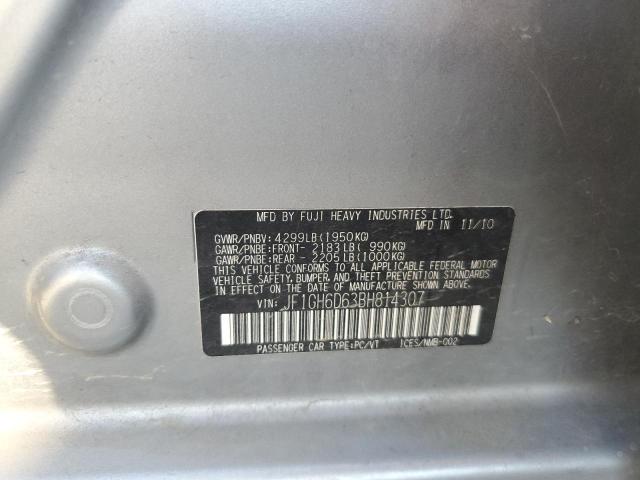 MFD BY FUJI HEAVY INDUSTRIES LTD.
MFD IN 11/10
GVWR/PNBV: 4299LB(1950KG)
GAWR/PNBE:FRONT- 2183LB( 990KG)
GAWR/PNBE:REAR - 2205LB(1000KG)
THIS VEHICLE CONFORMS TO ALL APPLICABLE FEDERAL MOTOR
VEHICLE SAFETY,BUMPER, AND THEFT PREVENTION STANDARDS
IN EFFECT ON THE DATE OF MANUFACTURE SHOWN ABOVE.
VIN: JF1GH6D63BH814307
PASSENGER CAR TYPE:PC/VT ICES/NMB-002